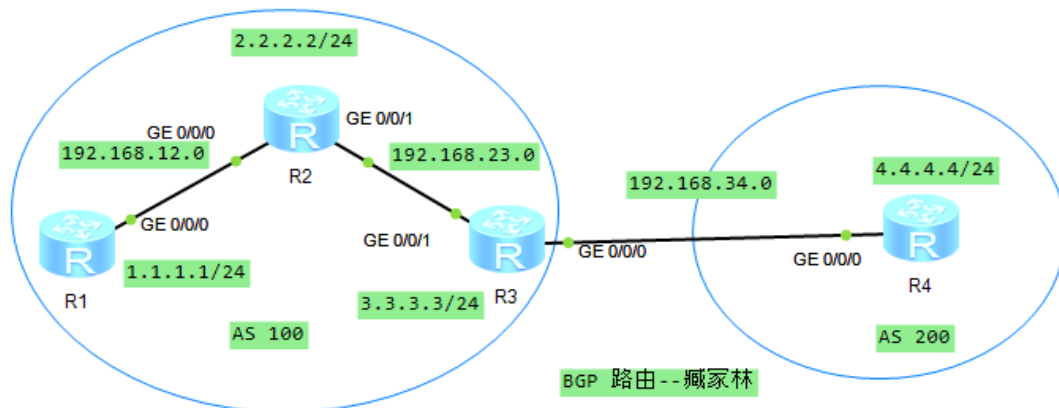 2.2.2.2/24
GE 0/0/0
GE 0/0/1
192.168.12.0
192.168.23.0
R2
192.168.34.0
4.4.4.4/24
GE 0/0/0
GE 0/0/1
GE 0/0/0
GE 0/0/0
1.1.1.1/24
R1
3.3.3.3/24
R3
R4
AS 100
AS 200
BGP 路由--臧冢林
R
R
R
R